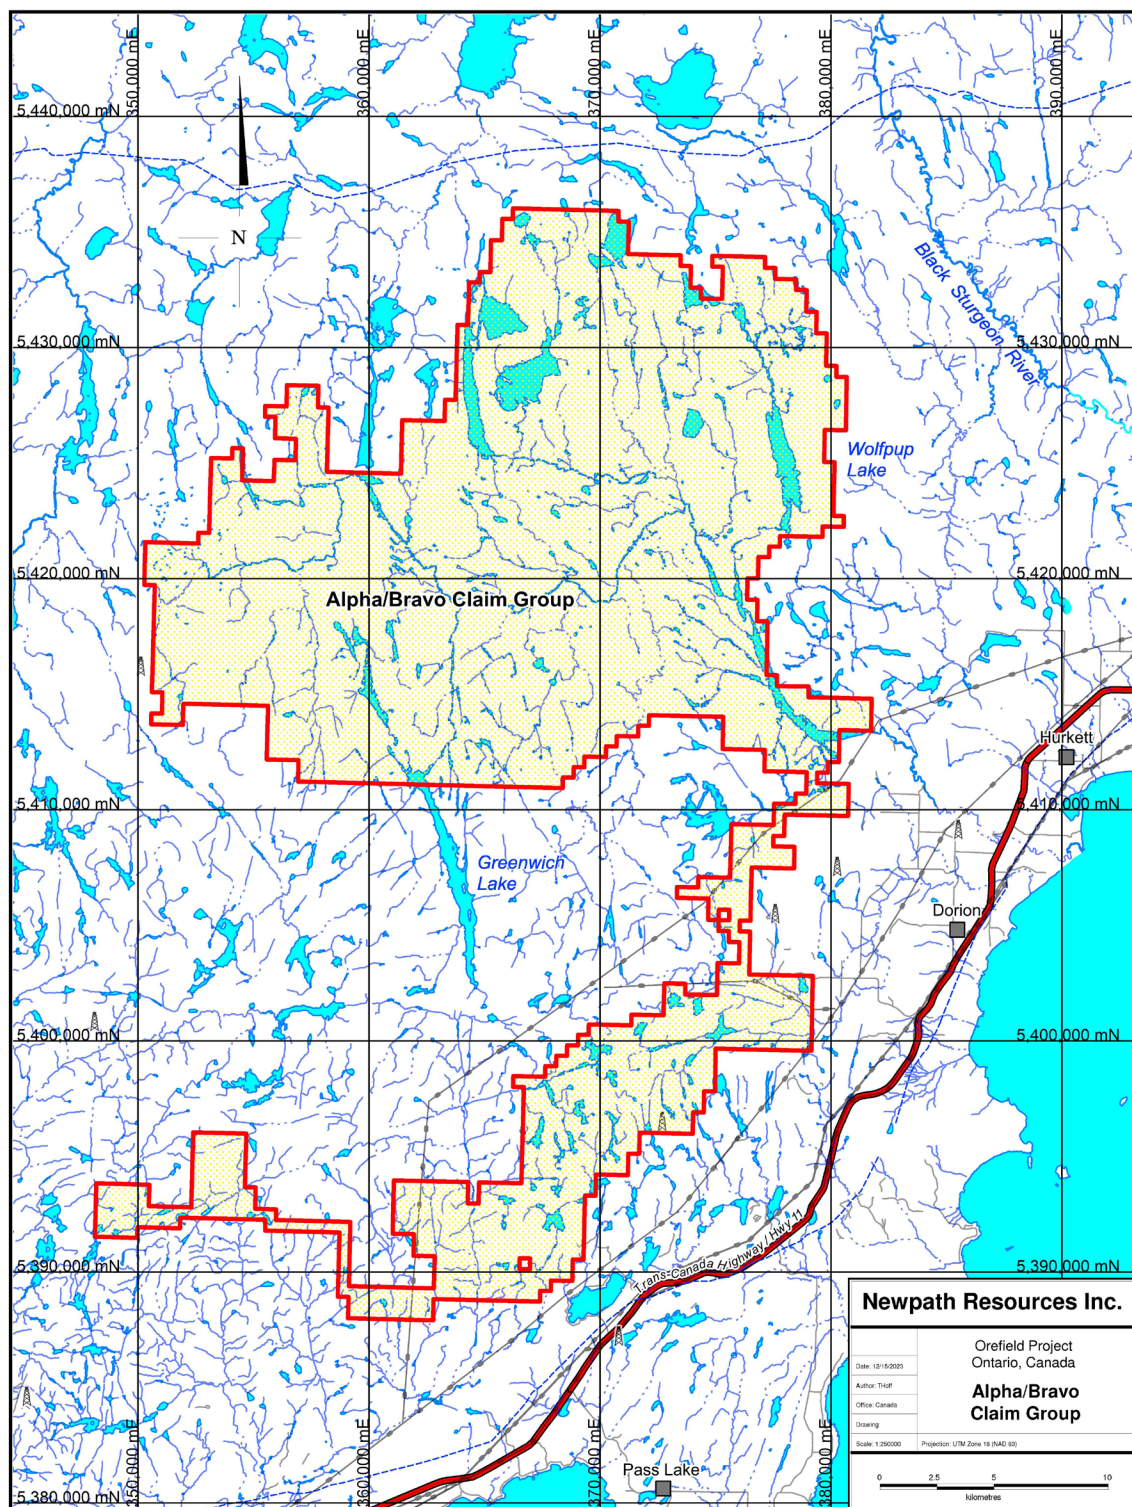 350,000 mE
360,000 mE
370,000 mE
380,000 mE
390,000 mE
5,440,000 mN
N
Black Sturgeon River
5,430,000 mN
5,430,000 mN
Wolfpup
Lake
5,420,000 mN
5,420,000 mN
Alpha/Bravo Claim Group
Hurkett
5,410,000 mN
5,410,000 mN
Greenwich
Lake
Dorion
5,400,000 mN
5,400,000 mN
Trans-Canada Highway / Hwy 11
5,390,000 mN
5,390,000 mN
Newpath Resources Inc.
Orefield Project
Ontario, Canada
Date: 12/15/2023
Author: THoff
Alpha/Bravo
Claim Group
Office: Canada
Drawing:
Scale: 1:250000
Projection: UTM Zone 16 (NAD 83)
0 2.5 5 10
kilometres
Pass Lake
5,380,000 mN
350,000 mE
360,000 mE
370,000 mE
380,000 mE